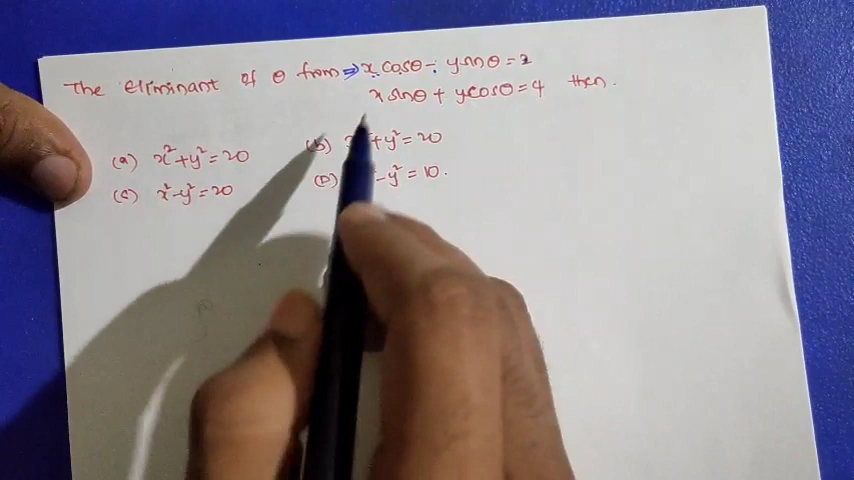 The eliminant of θ from ⇒ x cosθ - y sinθ = 2
x sinθ + y cosθ = 4 then.
(a) x² + y² = 20 (b) + y² = 20
(c) x² - y² = 20 (D) - y² = 10.